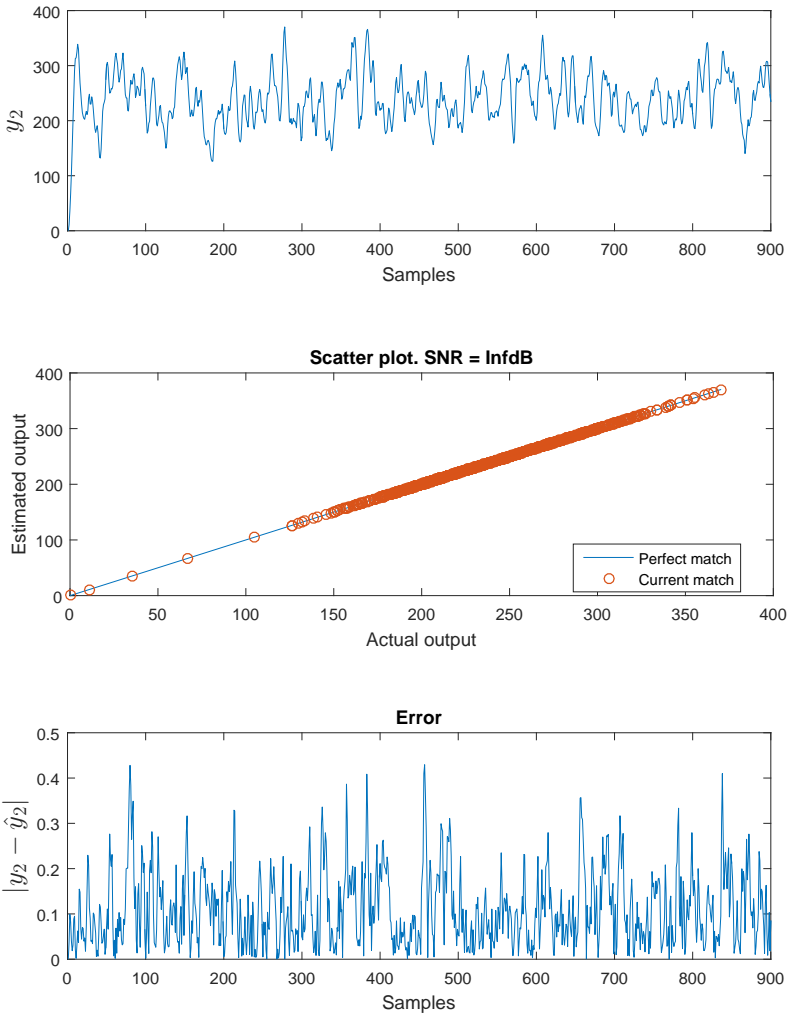 400
300
200
100
0
y₂
0 100 200 300 400 500 600 700 800 900
Samples
Scatter plot. SNR = InfdB
400
300
200
100
0
Estimated output
Perfect match
Current match
0 50 100 150 200 250 300 350 400
Actual output
Error
0.5
0.4
0.3
0.2
0.1
0
|y₂ − ŷ₂|
0 100 200 300 400 500 600 700 800 900
Samples